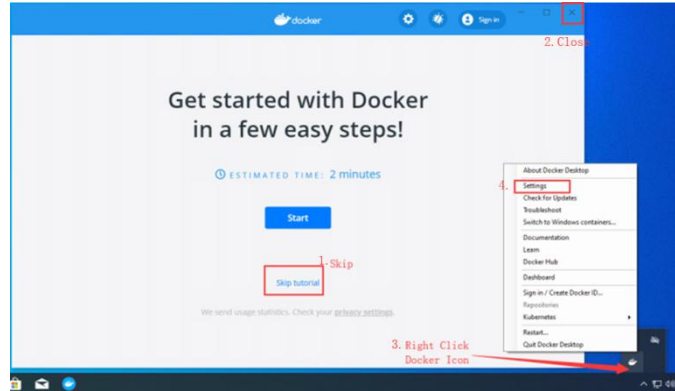 docker
Sign in
2. Close
Get started with Docker
in a few easy steps!
ESTIMATED TIME: 2 minutes
Start
1. Skip
Skip tutorial
We send usage statistics. Check your privacy settings.
About Docker Desktop
4. Settings
Check for Updates
Troubleshoot
Switch to Windows containers...
Documentation
Learn
Docker Hub
Dashboard
Sign in / Create Docker ID...
Repositories
Kubernetes
Restart...
Quit Docker Desktop
3. Right Click
Docker Icon